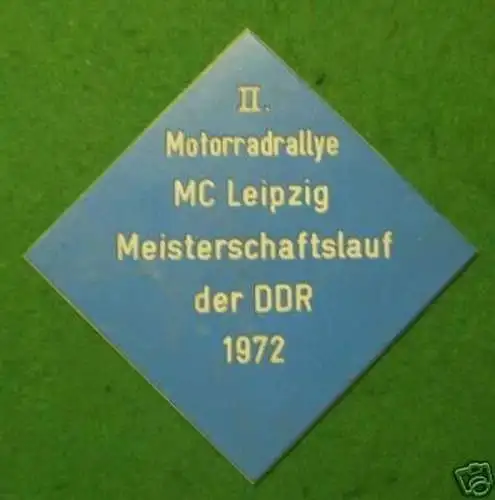 II.
Motorradrallye
MC Leipzig
Meisterschaftslauf
der DDR
1972